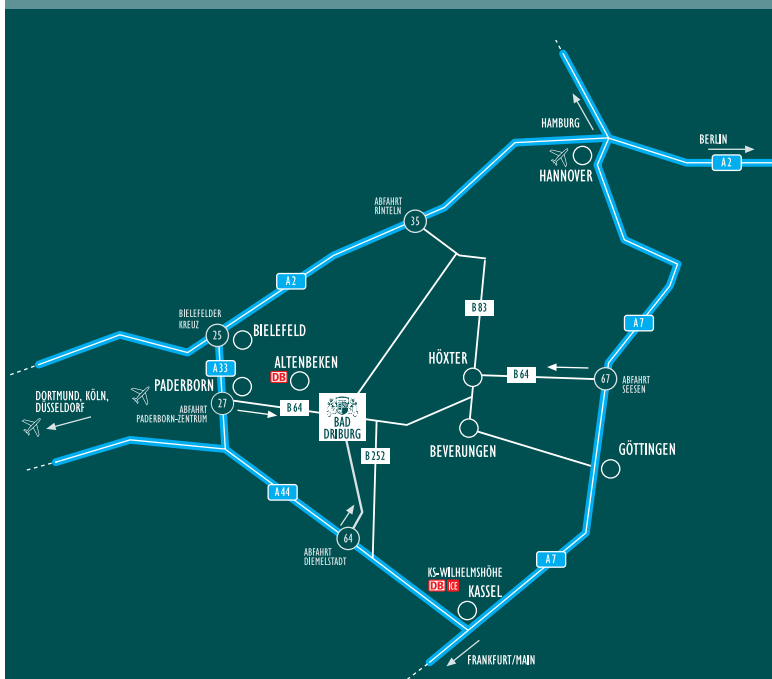 HAMBURG
BERLIN
A2
HANNOVER
ABFAHRT
RINTELN
35
A2
B83
A7
BIELEFELDER
KREUZ
25
BIELEFELD
A33
ALTENBEKEN
DB
HÖXTER
B64
67
ABFAHRT
SEESEN
PADERBORN
DORTMUND, KÖLN,
DÜSSELDORF
27
ABFAHRT
PADERBORN-ZENTRUM
B64
BAD
DRIBURG
B252
BEVERUNGEN
GÖTTINGEN
A44
64
ABFAHRT
DIEMELSTADT
A7
KS-WILHELMSHÖHE
DB ICE
KASSEL
FRANKFURT/MAIN